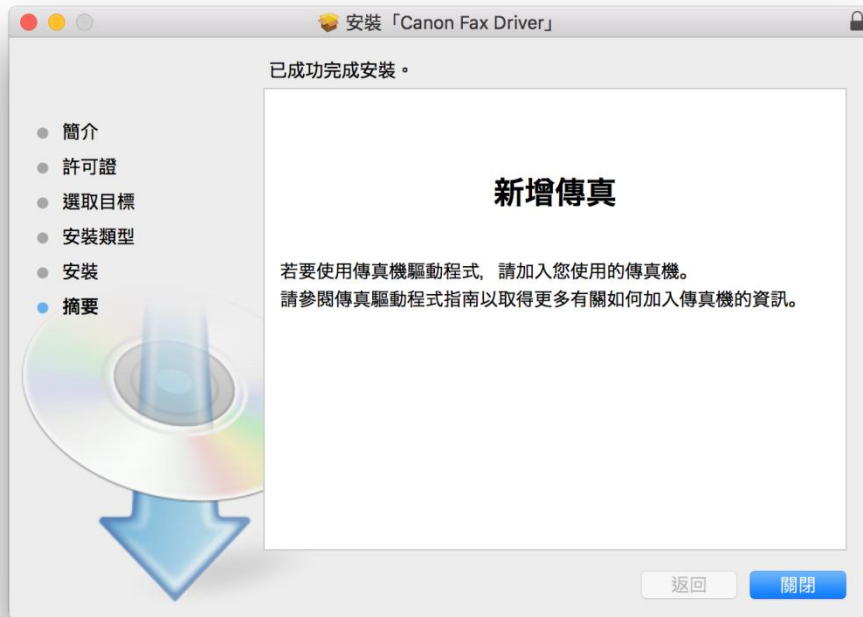 安裝「Canon Fax Driver」
已成功完成安裝。
簡介
許可證
選取目標
安裝類型
安裝
摘要
新增傳真
若要使用傳真機驅動程式，請加入您使用的傳真機。
請參閱傳真驅動程式指南以取得更多有關如何加入傳真機的資訊。
返回
關閉